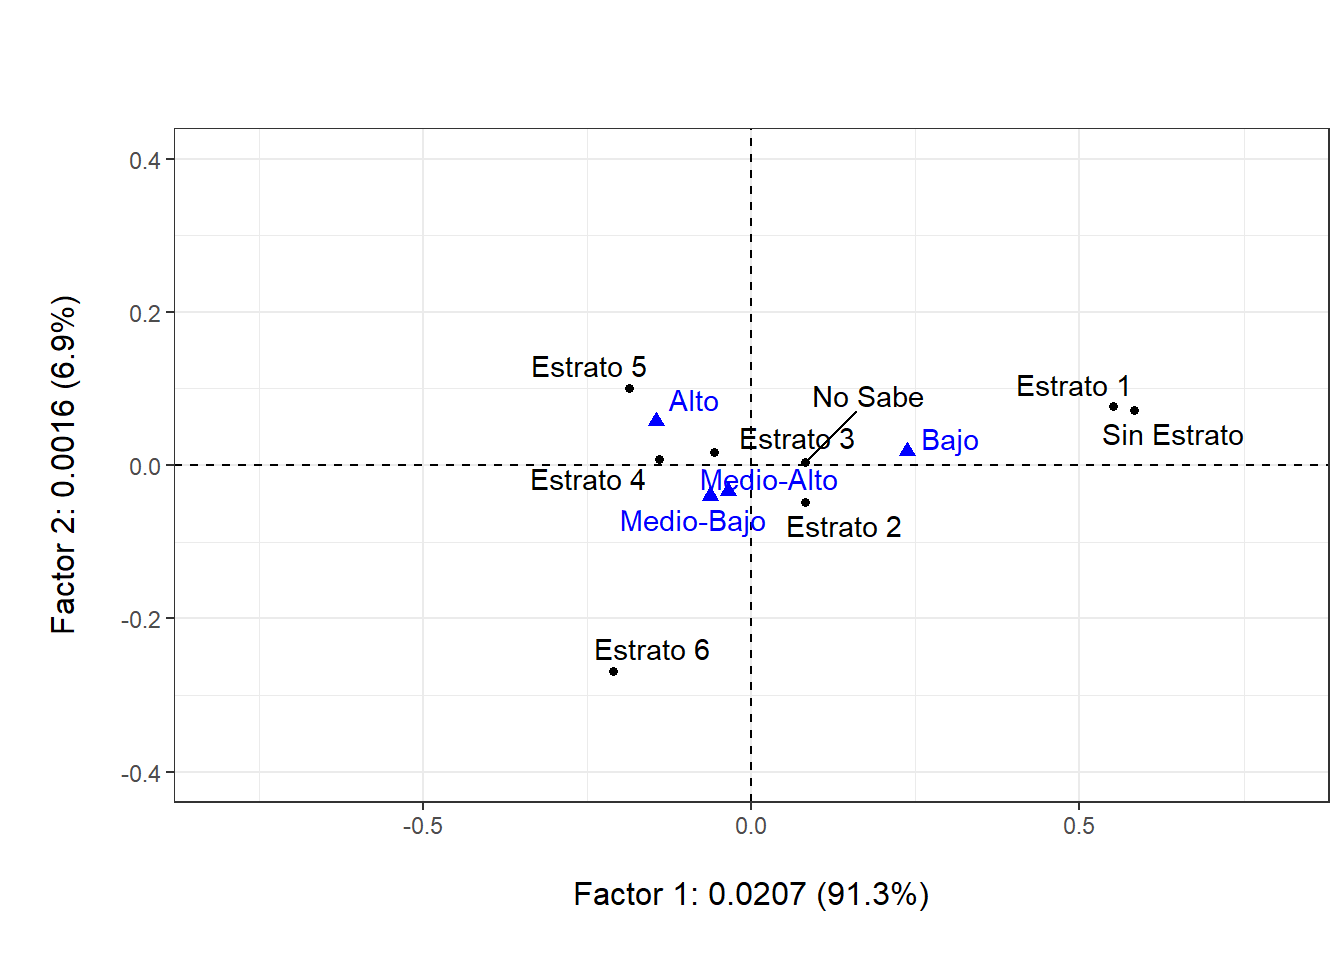 0.4
0.2
0.0
-0.2
-0.4
Factor 2: 0.0016 (6.9%)
Estrato 5
Alto
No Sabe
Estrato 1
Estrato 3
Bajo
Sin Estrato
Estrato 4
Medio-Alto
Medio-Bajo
Estrato 2
Estrato 6
-0.5
0.0
0.5
Factor 1: 0.0207 (91.3%)